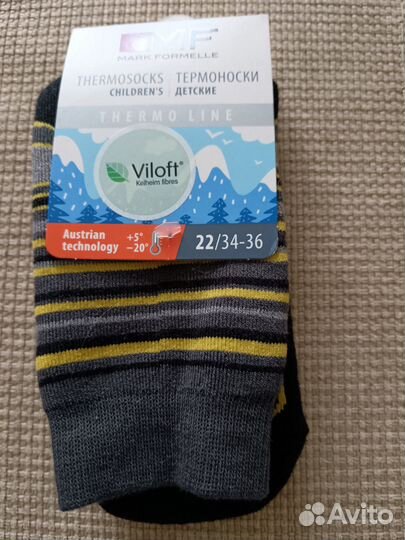 MF
MARK FORMELLE
THERMOSOCKS | ТЕРМОНОСКИ
CHILDREN'S | ДЕТСКИЕ
THERMO LINE
Viloft®
Kelheim fibres
Austrian technology +5° -20° 22/34-36
Avito